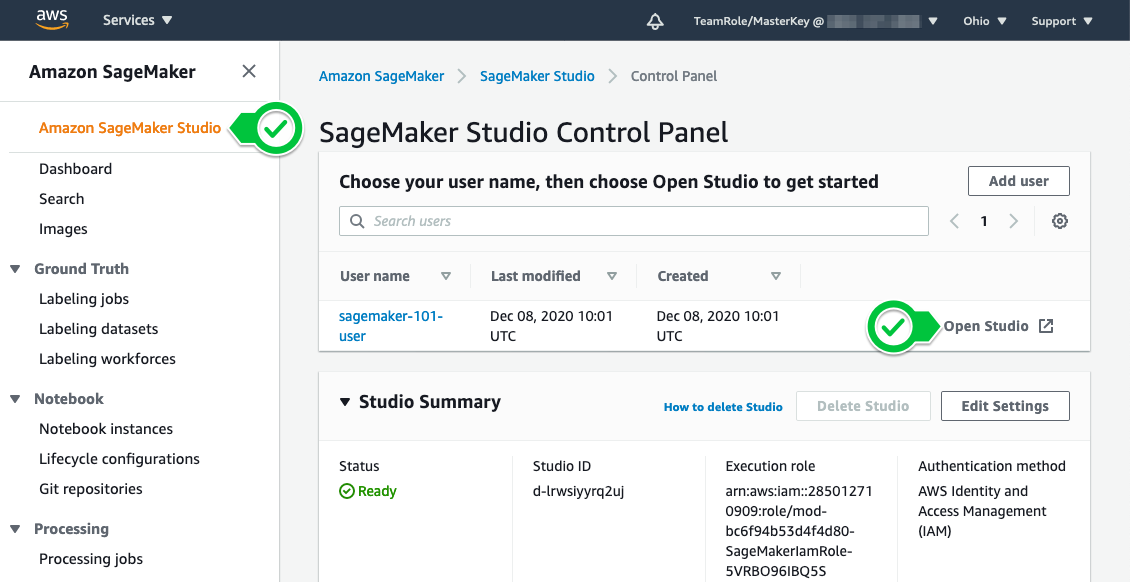 aws
Services
TeamRole/MasterKey @
Ohio
Support
Amazon SageMaker
Amazon SageMaker Studio
Dashboard
Search
Images
Ground Truth
Labeling jobs
Labeling datasets
Labeling workforces
Notebook
Notebook instances
Lifecycle configurations
Git repositories
Processing
Processing jobs
Amazon SageMaker
SageMaker Studio
Control Panel
SageMaker Studio Control Panel
Choose your user name, then choose Open Studio to get started
Add user
Search users
1
User name
Last modified
Created
sagemaker-101-
user
Dec 08, 2020 10:01
UTC
Dec 08, 2020 10:01
UTC
Open Studio
Studio Summary
How to delete Studio
Delete Studio
Edit Settings
Status
Ready
Studio ID
d-lrwsiyyrq2uj
Execution role
arn:aws:iam::28501271
0909:role/mod-
bc6f94b53d4f4d80-
SageMakerIamRole-
5VRBO96IBQ5S
Authentication method
AWS Identity and
Access Management
(IAM)